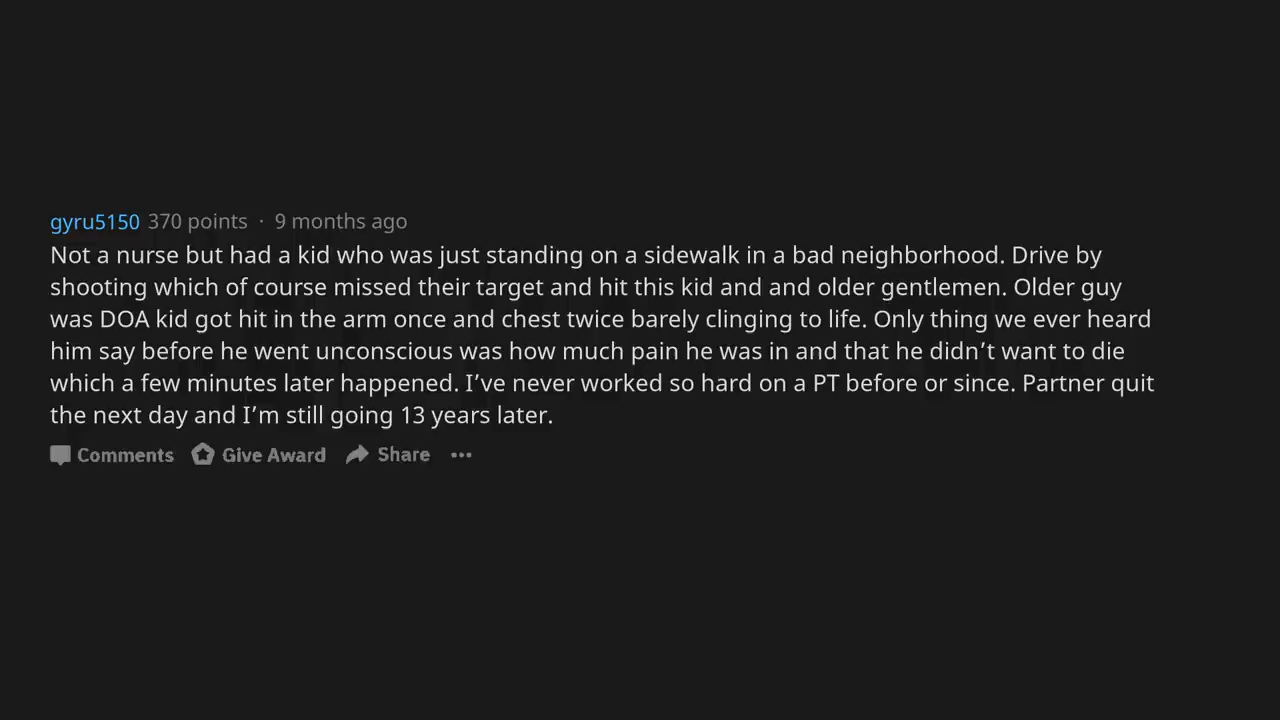 gyru5150 370 points · 9 months ago
Not a nurse but had a kid who was just standing on a sidewalk in a bad neighborhood. Drive by
shooting which of course missed their target and hit this kid and and older gentlemen. Older guy
was DOA kid got hit in the arm once and chest twice barely clinging to life. Only thing we ever heard
him say before he went unconscious was how much pain he was in and that he didn’t want to die
which a few minutes later happened. I’ve never worked so hard on a PT before or since. Partner quit
the next day and I’m still going 13 years later.
Comments Give Award Share ···